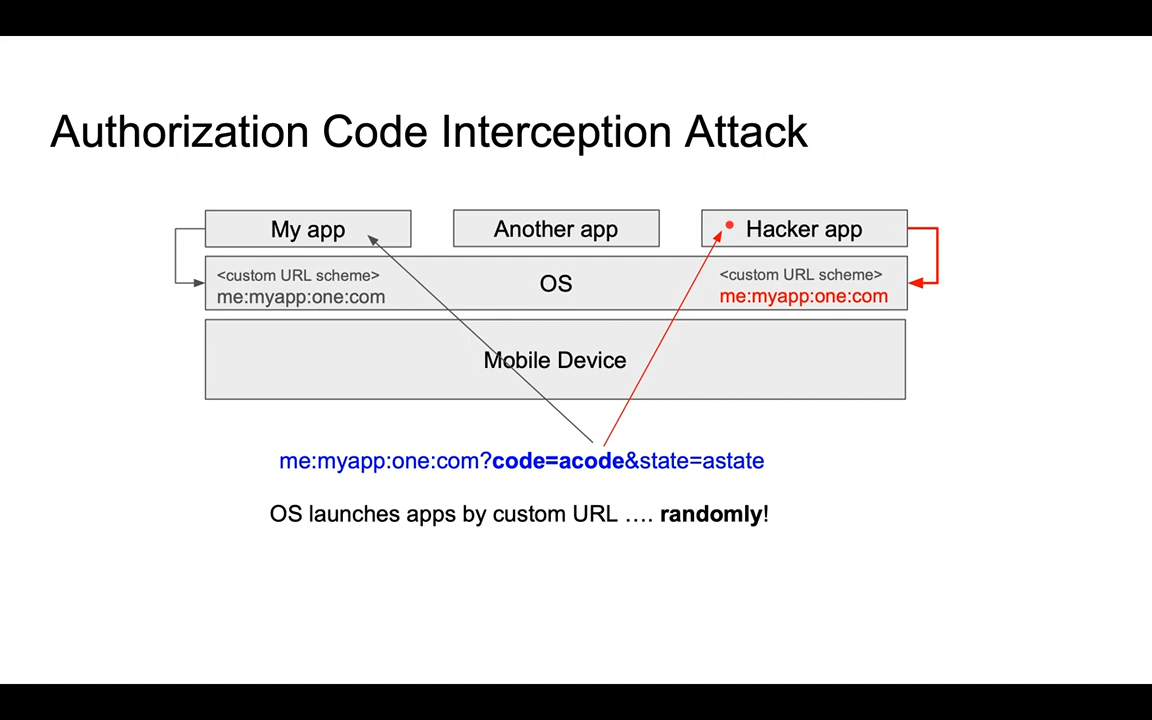 Authorization Code Interception Attack
My app
Another app
Hacker app
<custom URL scheme>
me:myapp:one:com
OS
<custom URL scheme>
me:myapp:one:com
Mobile Device
me:myapp:one:com?code=acode&state=astate
OS launches apps by custom URL .... randomly!